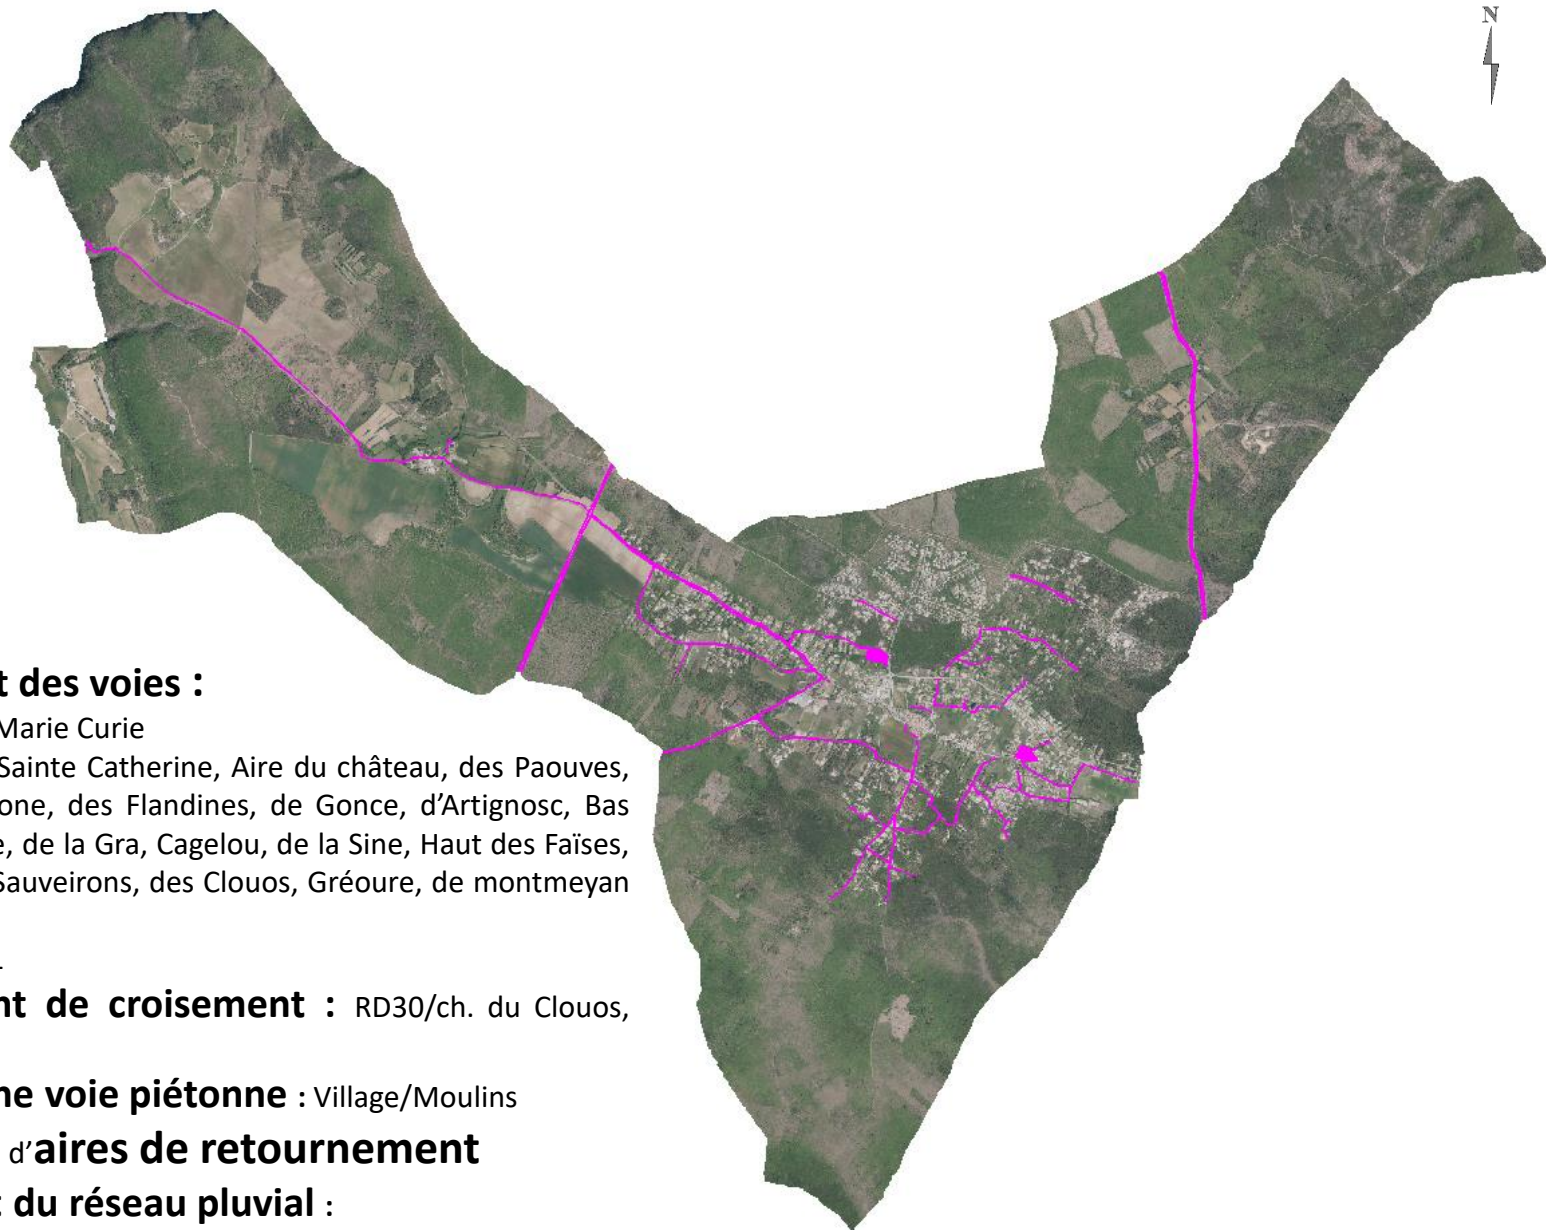 N
t des voies :
Marie Curie
Sainte Catherine, Aire du château, des Paouves,
one, des Flandines, de Gonce, d’Artignosc, Bas
e, de la Gra, Cagelou, de la Sine, Haut des Faïses,
Sauveirons, des Clouos, Gréoure, de montmeyan
nt de croisement : RD30/ch. du Clouos,
ne voie piétonne : Village/Moulins
d’aires de retournement
t du réseau pluvial :